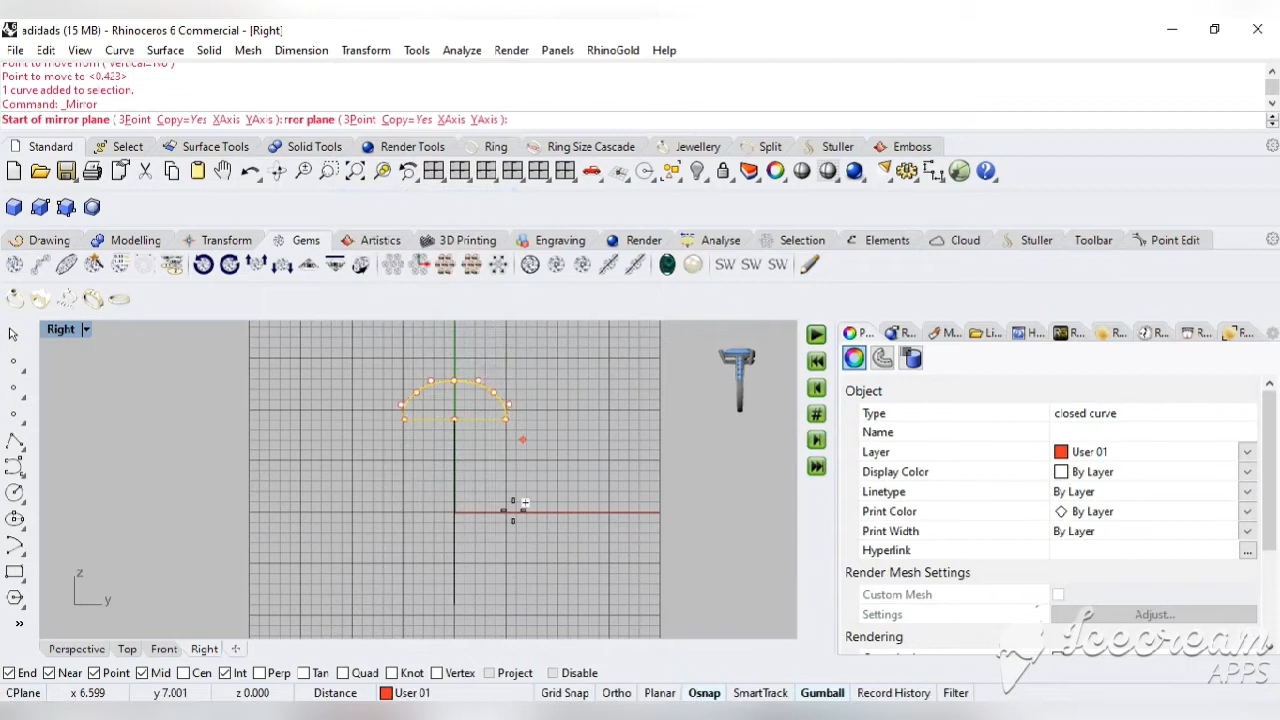 adidads (15 MB) - Rhinoceros 6 Commercial - [Right]
File Edit View Curve Surface Solid Mesh Dimension Transform Tools Analyze Render Panels RhinoGold Help
Point to move from ( Vertical=No )
Point to move to <0.423>
1 curve added to selection.
Command: _Mirror
Start of mirror plane ( 3Point Copy=Yes XAxis YAxis ):rror plane ( 3Point Copy=Yes XAxis YAxis ):
Standard Select Surface Tools Solid Tools Render Tools Ring Ring Size Cascade Jewellery Split Stuller Emboss
Drawing Modelling Transform Gems Artistics 3D Printing Engraving Render Analyse Selection Elements Cloud Stuller Toolbar Point Edit
SW SW SW
Right
P... R... M... Li... H... R... R... R... R... F...
Object
Type closed curve
Name
Layer User 01
Display Color By Layer
Linetype By Layer
Print Color By Layer
Print Width By Layer
Hyperlink ...
Render Mesh Settings
Custom Mesh
Settings Adjust...
Rendering
z
y
Icecream
APPS
Perspective Top Front Right
End Near Point Mid Cen Int Perp Tan Quad Knot Vertex Project Disable
CPlane x 6.599 y 7.001 z 0.000 Distance User 01 Grid Snap Ortho Planar Osnap SmartTrack Gumball Record History Filter